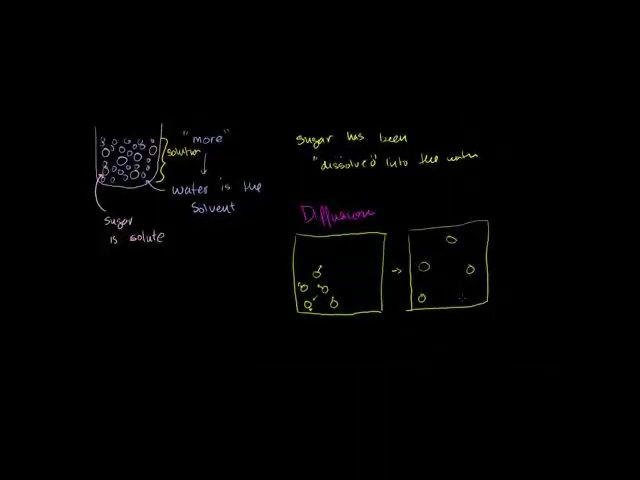 "more"
solution
water is the
solvent
sugar
is solute
sugar has been
"dissolved" into the water
Diffusion